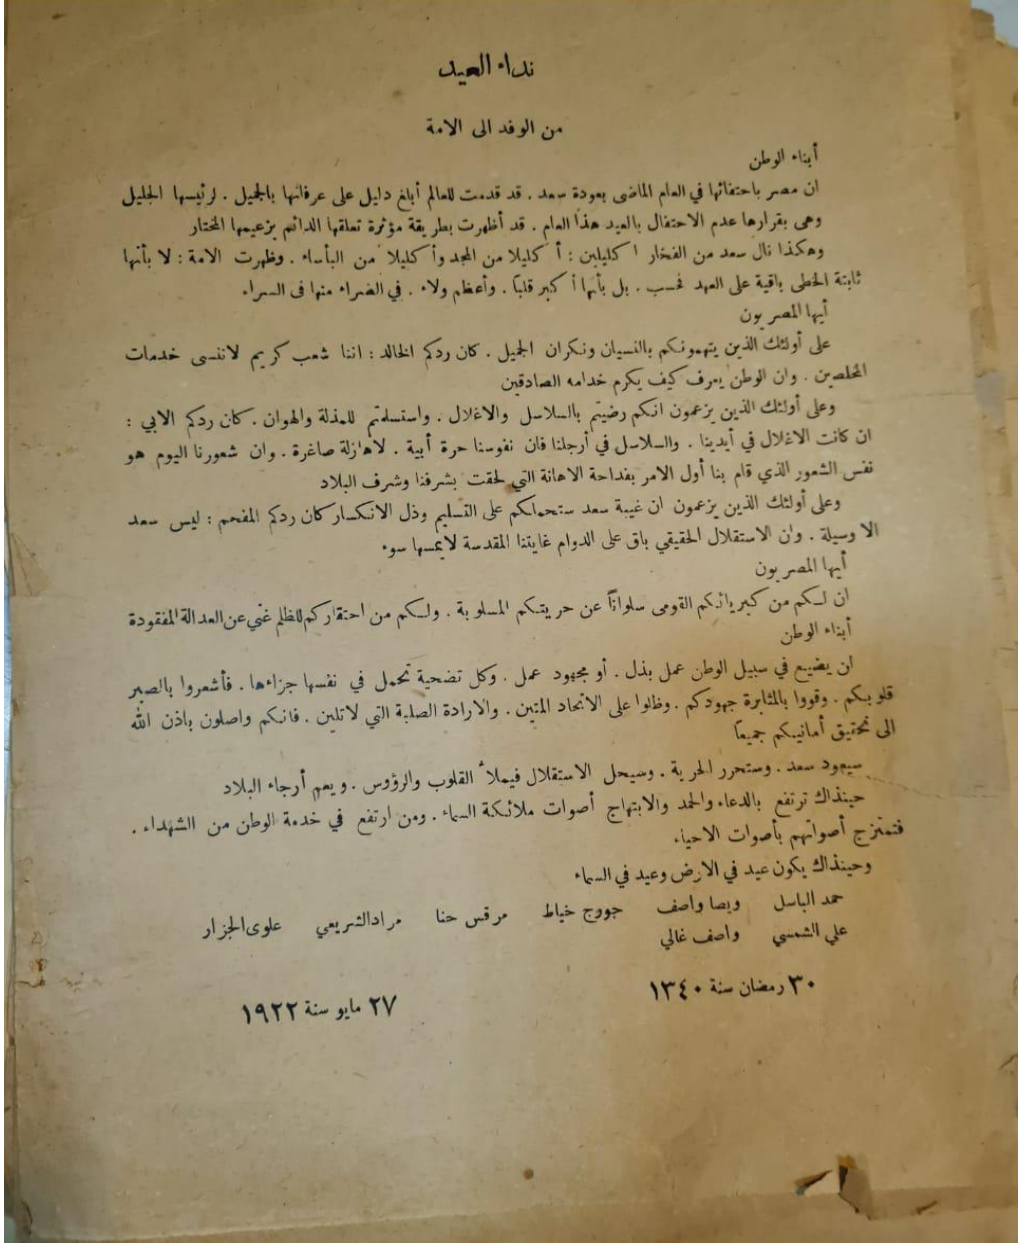 نداء العيد
من الوفد الى الامة
أبناء الوطن
ان مصر باحتفائها في العام الماضى بعودة سعد . قد قدمت للعالم أبلغ دليل على عرفانها بالجميل . لرئيسها الجليل
وهى بقرارها عدم الاحتفال بالعيد هذا العام . قد أظهرت بطريقة مؤثرة تعلقها الدائم بزعيمها المختار
وهكذا نال سعد من الفخار اكليلين : أكليلا من المجد وأكليلا من البأساء . وظهرت الامة : لا بأنها
ثابتة الخطى باقية على العهد فحسب . بل بأنها أكبر قلباً . وأعظم ولاء . في الضراء منها فى السراء
أيها المصريون
على أولئك الذين يتهمونكم بالنسيان ونكران الجميل . كان ردكم الخالد : اننا شعب كريم لاننسى خدمات
المخلصين . وان الوطن يعرف كيف يكرم خدامه الصادقين
وعلى أولئك الذين يزعمون انكم رضيتم بالسلاسل والاغلال . واستسلمتم للمذلة والهوان . كان ردكم الابي :
ان كانت الاغلال في أيدينا . والسلاسل في أرجلنا فان نفوسنا حرة أبية . لاهازلة صاغرة . وان شعورنا اليوم هو
نفس الشعور الذي قام بنا أول الامر بفداحة الاهانة التي لحقت بشرفنا وشرف البلاد
وعلى أولئك الذين يزعمون ان غيبة سعد ستحملكم على التسليم وذل الانكسار كان ردكم المفحم : ليس سعد
الا وسيلة . وان الاستقلال الحقيقي باق على الدوام غايتنا المقدسة لايمسها سوء
أيها المصريون
ان لكم من كبريائكم القومى سلواناً عن حريتكم المسلوبة . ولكم من احتقاركم للظلم غنى عن العدالة المفقودة
أبناء الوطن
لن يضيع في سبيل الوطن عمل بذل . أو مجهود عمل . وكل تضحية تحمل في نفسها جزاءها . فأشعروا بالصبر
قلوبكم . وقووا بالمثابرة جهودكم . وظلوا على الاتحاد المتين . والارادة الصلبة التي لاتلين . فانكم واصلون باذن الله
الى تحقيق أمانيكم جميعاً
سيعود سعد . وستحرر الحرية . وسيحل الاستقلال فيملأ القلوب والرؤوس . ويعم أرجاء البلاد
حينذاك ترتفع بالدعاء والحمد والابتهاج أصوات ملائكة السماء . ومن ارتفع في خدمة الوطن من الشهداء .
فتمتزج أصواتهم بأصوات الاحياء
وحينذاك يكون عيد في الارض وعيد في السماء
حمد الباسل ويصا واصف جورج خياط مرقس حنا مراد الشريعي علوى الجزار
علي الشمسي واصف غالي
٣٠ رمضان سنة ١٣٤٠
٢٧ مايو سنة ١٩٢٢